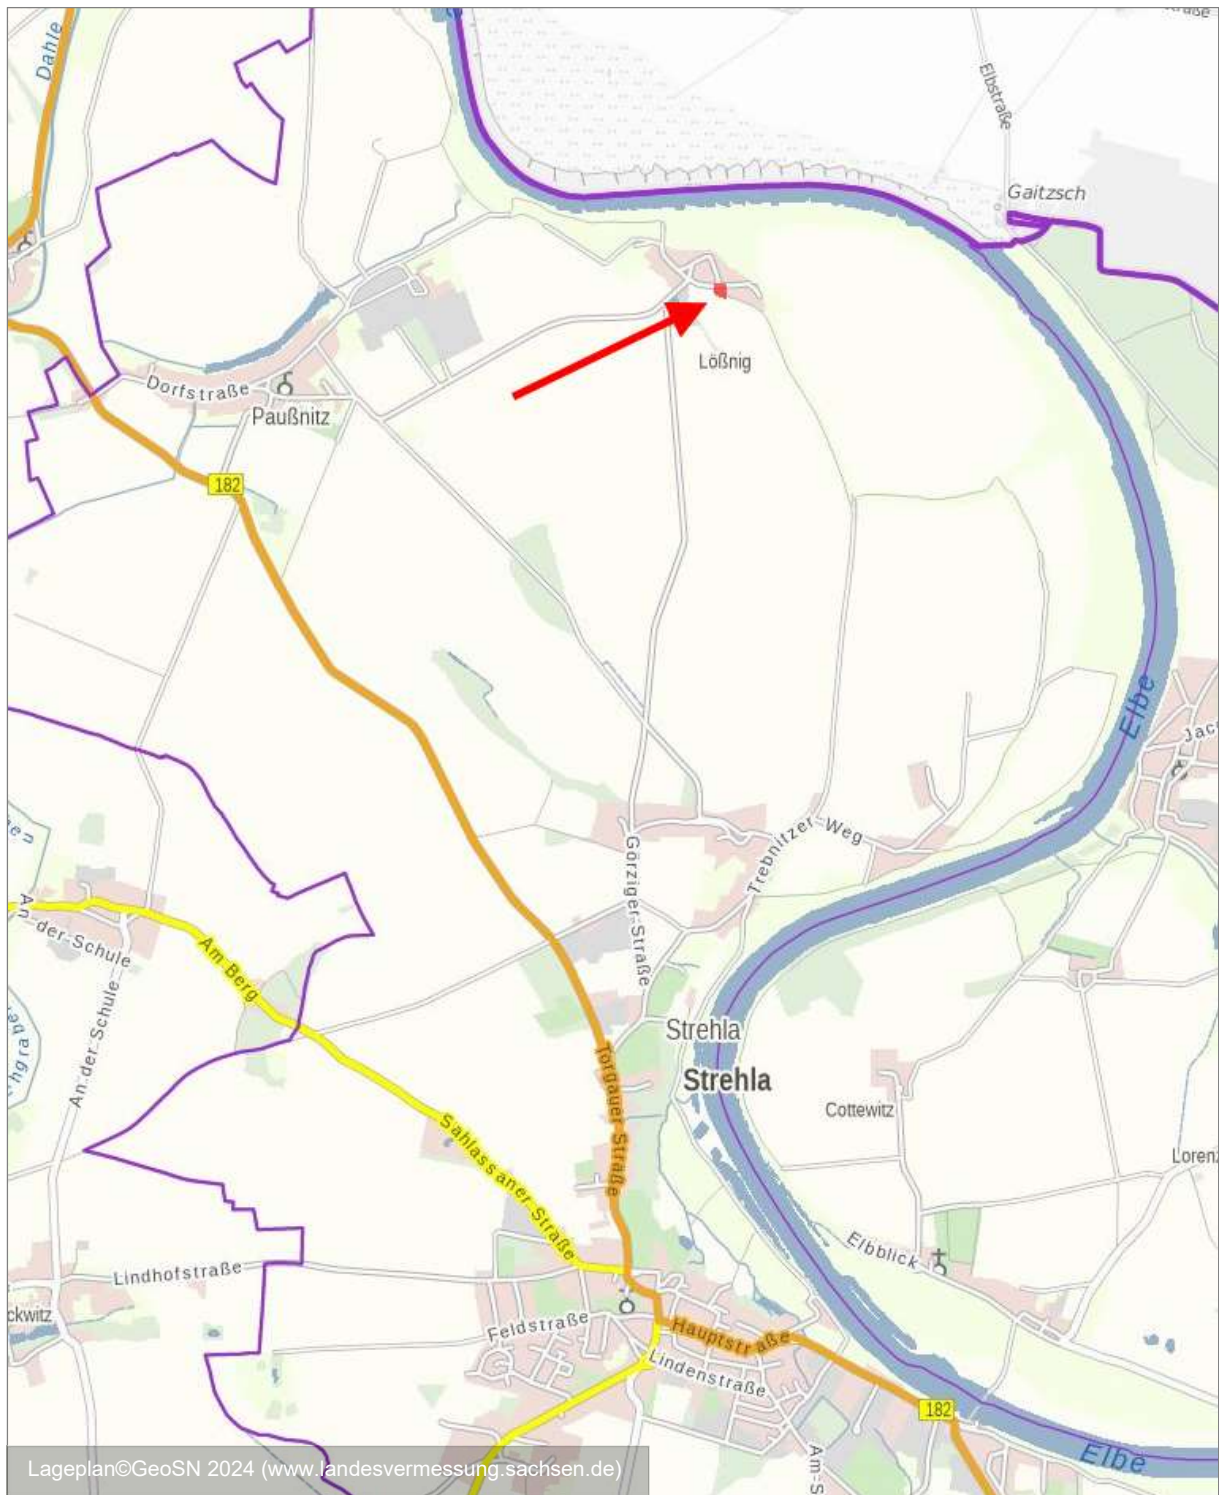 Dahle
Elbstraße
Gaitzsch
Lößnig
Dorfstraße
Paußnitz
182
Elbe
Trebnitzer Weg
Görziger Straße
An der Schule
Am Berg
An der Schule
Strehla
Strehla
Torgauer Straße
Cottewitz
Sahlassaner Straße
Elbblick
Lindhofstraße
Feldstraße
Hauptstraße
Lindenstraße
182
Elbe
Lageplan©GeoSN 2024 (www.landesvermessung.sachsen.de)